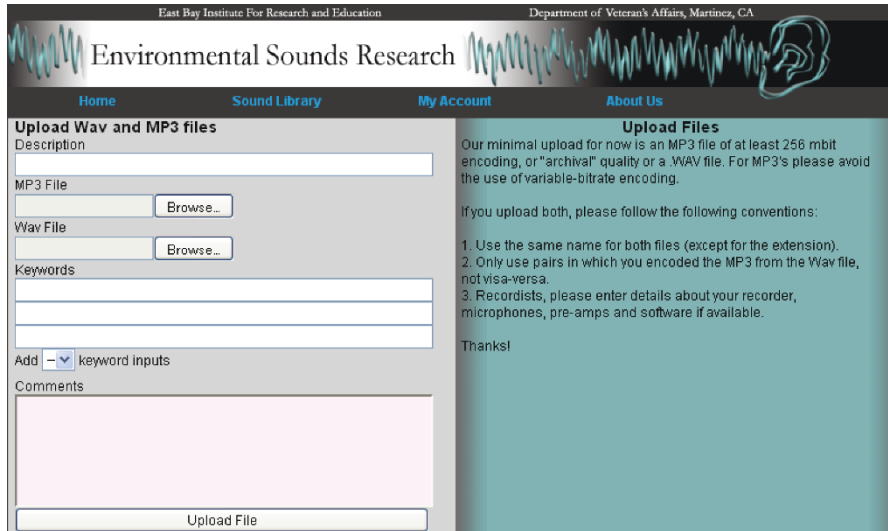 East Bay Institute For Research and Education
Department of Veteran's Affairs, Martinez, CA
Environmental Sounds Research
Home
Sound Library
My Account
About Us
Upload Wav and MP3 files
Description
MP3 File
Browse...
Wav File
Browse...
Keywords
Add – keyword inputs
Comments
Upload File
Upload Files
Our minimal upload for now is an MP3 file of at least 256 mbit
encoding, or "archival" quality or a .WAV file. For MP3's please avoid
the use of variable-bitrate encoding.
If you upload both, please follow the following conventions:
1. Use the same name for both files (except for the extension).
2. Only use pairs in which you encoded the MP3 from the Wav file,
not visa-versa.
3. Recordists, please enter details about your recorder,
microphones, pre-amps and software if available.
Thanks!